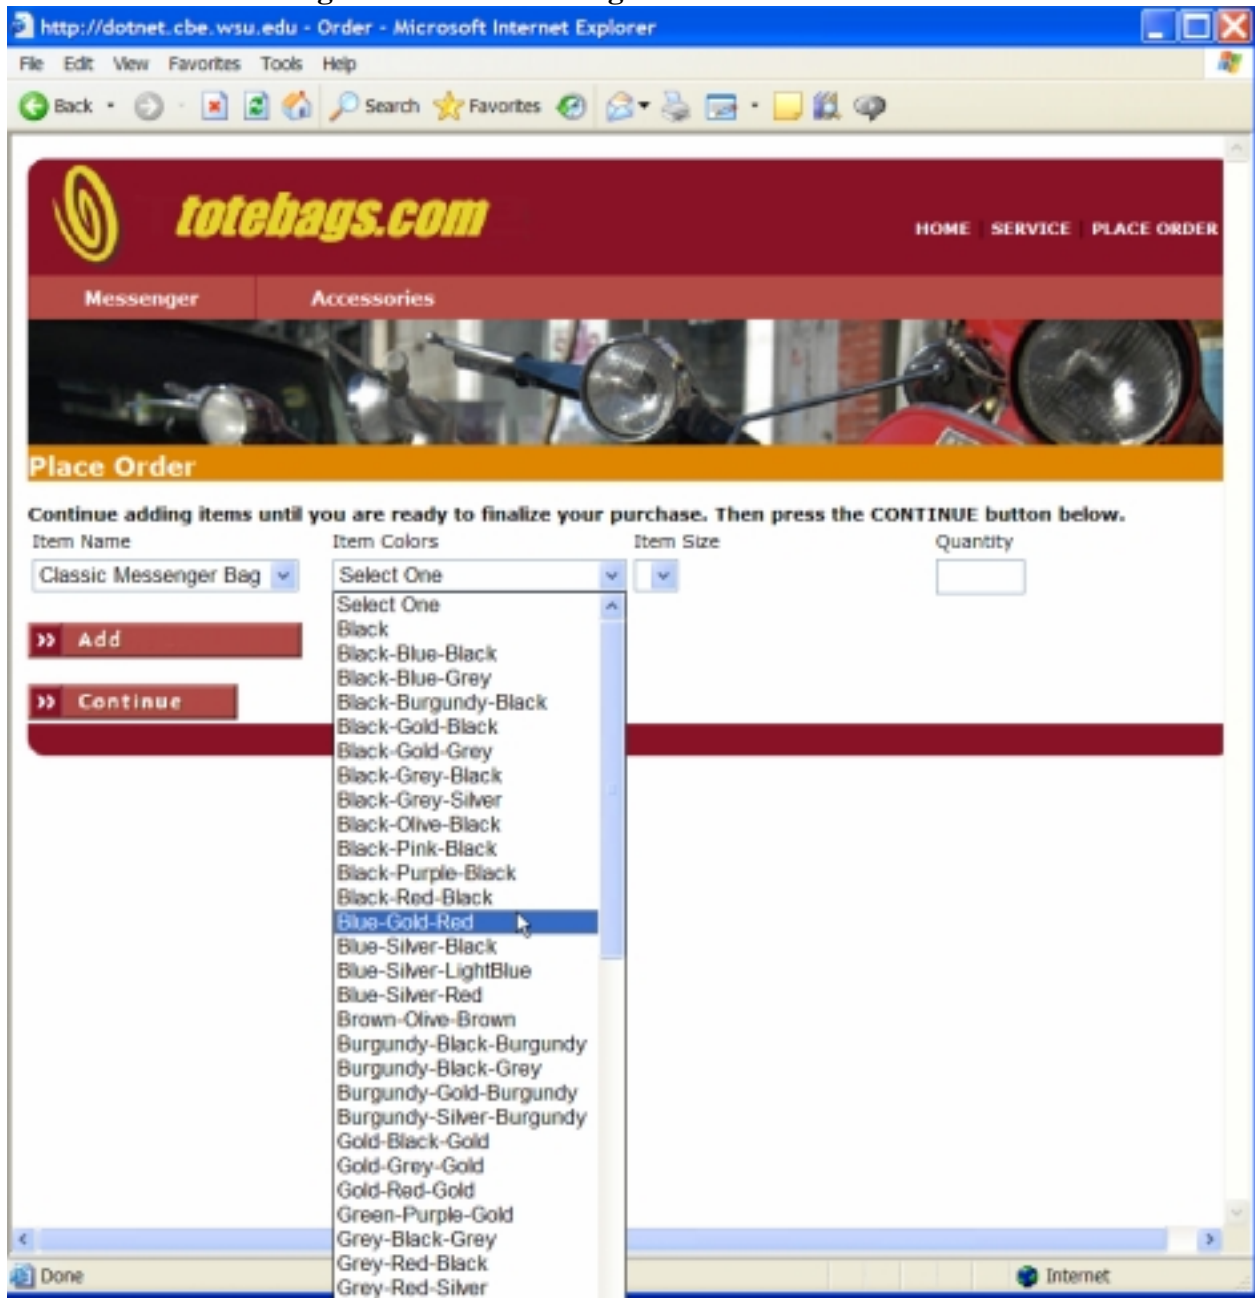 http://dotnet.cbe.wsu.edu - Order - Microsoft Internet Explorer
File Edit View Favorites Tools Help
Back Search Favorites
totebags.com
HOME SERVICE PLACE ORDER
Messenger Accessories
Place Order
Continue adding items until you are ready to finalize your purchase. Then press the CONTINUE button below.
Item Name Item Colors Item Size Quantity
Classic Messenger Bag Select One
Select One
Black
Black-Blue-Black
Black-Blue-Grey
Black-Burgundy-Black
Black-Gold-Black
Black-Gold-Grey
Black-Grey-Black
Black-Grey-Silver
Black-Olive-Black
Black-Pink-Black
Black-Purple-Black
Black-Red-Black
Blue-Gold-Red
Blue-Silver-Black
Blue-Silver-LightBlue
Blue-Silver-Red
Brown-Olive-Brown
Burgundy-Black-Burgundy
Burgundy-Black-Grey
Burgundy-Gold-Burgundy
Burgundy-Silver-Burgundy
Gold-Black-Gold
Gold-Grey-Gold
Gold-Red-Gold
Green-Purple-Gold
Grey-Black-Grey
Grey-Red-Black
Grey-Red-Silver
>> Add
>> Continue
Done Internet